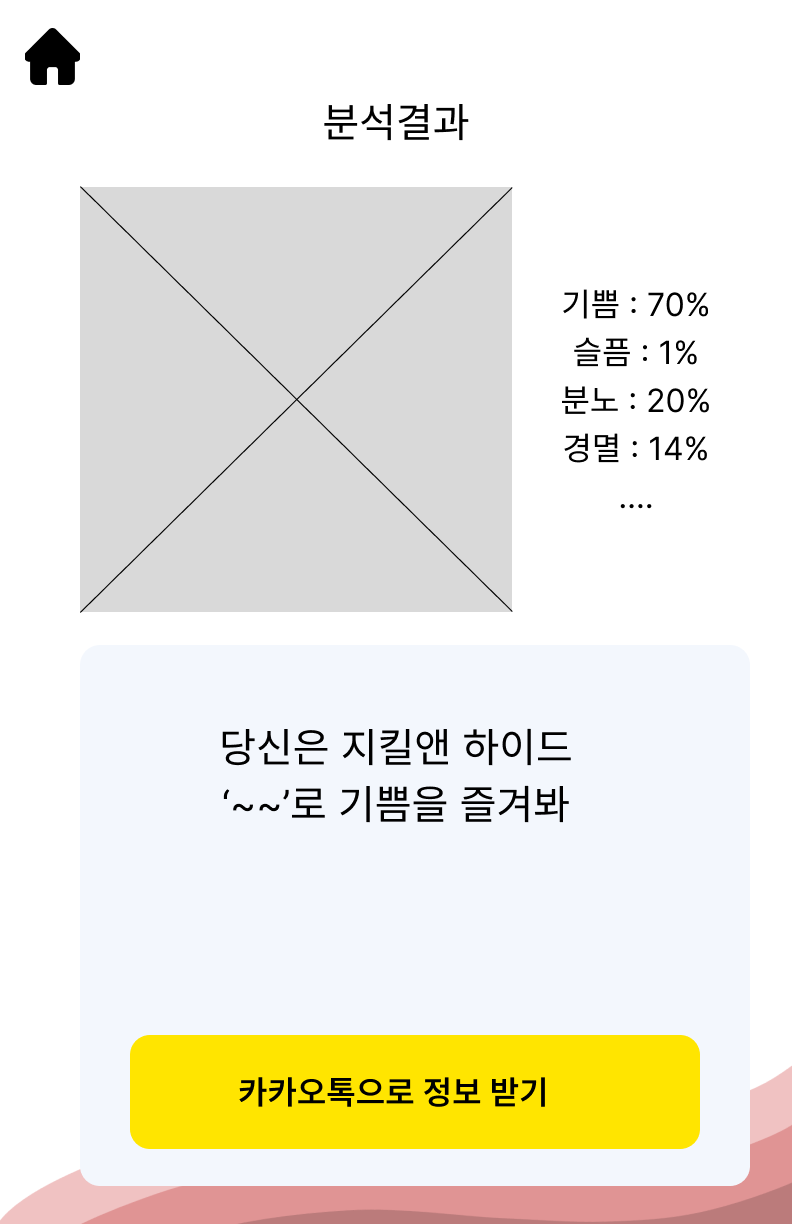 분석결과
기쁨 : 70%
슬픔 : 1%
분노 : 20%
경멸 : 14%
....
당신은 지킬앤 하이드
‘~~’로 기쁨을 즐겨봐
카카오톡으로 정보 받기